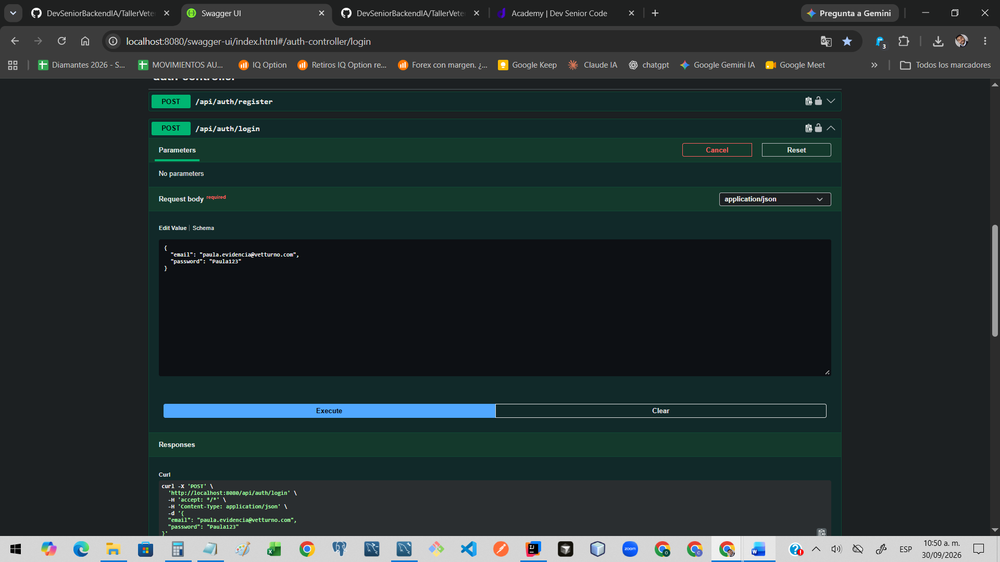 DevSeniorBackendIA/TallerVeter
Swagger UI
DevSeniorBackendIA/TallerVete
Academy | Dev Senior Code
Pregunta a Gemini
localhost:8080/swagger-ui/index.html#/auth-controller/login
3
Diamantes 2026 - S...
MOVIMIENTOS AU...
IQ Option
Retiros IQ Option re...
Forex con margen. ¿...
Google Keep
Claude IA
chatgpt
Google Gemini IA
Google Meet
Todos los marcadores
auth-controller
POST /api/auth/register
POST /api/auth/login
Parameters
Cancel
Reset
No parameters
Request body required
application/json
Edit Value | Schema
{
"email": "paula.evidencia@vetturno.com",
"password": "Paula123"
}
Execute
Clear
Responses
Curl
curl -X 'POST' \
'http://localhost:8080/api/auth/login' \
-H 'accept: */*' \
-H 'Content-Type: application/json' \
-d '{
"email": "paula.evidencia@vetturno.com",
"password": "Paula123"
}'
zoom
ESP
10:50 a. m.
30/09/2026